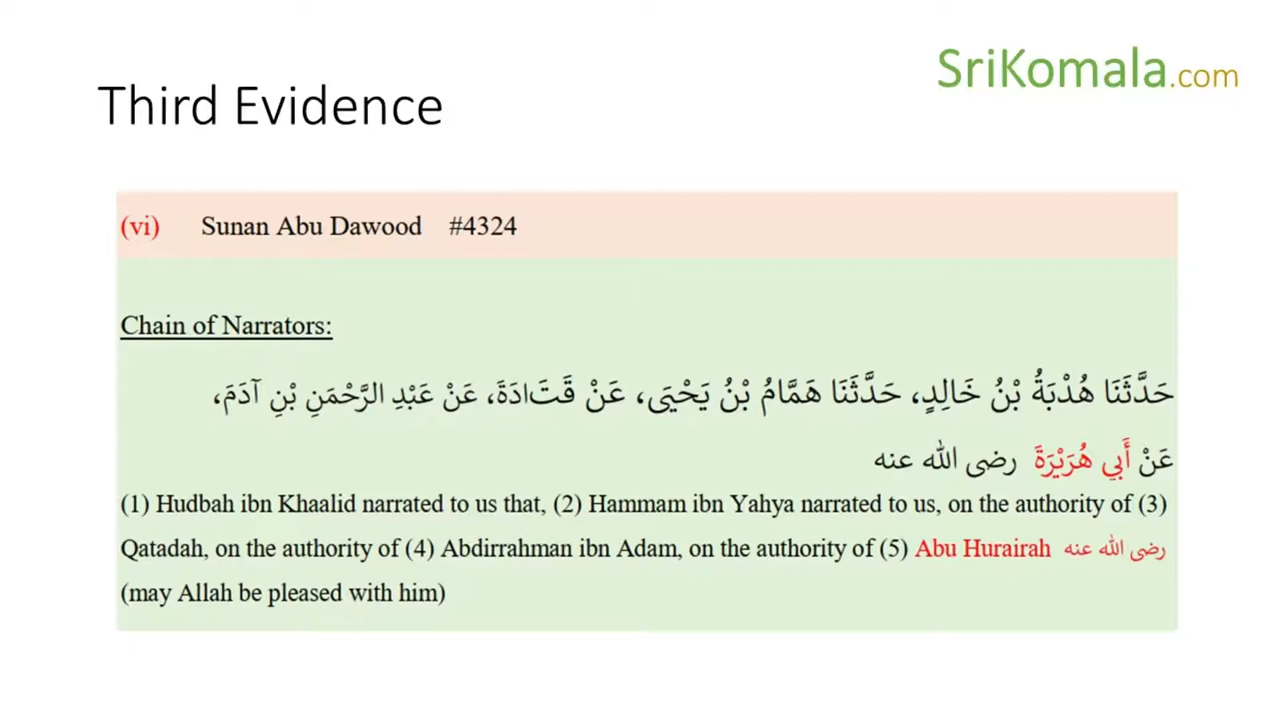 SriKomala.com
Third Evidence
(vi) Sunan Abu Dawood #4324
Chain of Narrators:
حَدَّثَنَا هُدْبَةُ بْنُ خَالِدٍ، حَدَّثَنَا هَمَّامُ بْنُ يَحْيَى، عَنْ قَتَادَةَ، عَنْ عَبْدِ الرَّحْمَنِ بْنِ آدَمَ،
عَنْ أَبِي هُرَيْرَةَ رضى الله عنه
(1) Hudbah ibn Khaalid narrated to us that, (2) Hammam ibn Yahya narrated to us, on the authority of (3)
Qatadah, on the authority of (4) Abdirrahman ibn Adam, on the authority of (5) Abu Hurairah رضى الله عنه
(may Allah be pleased with him)